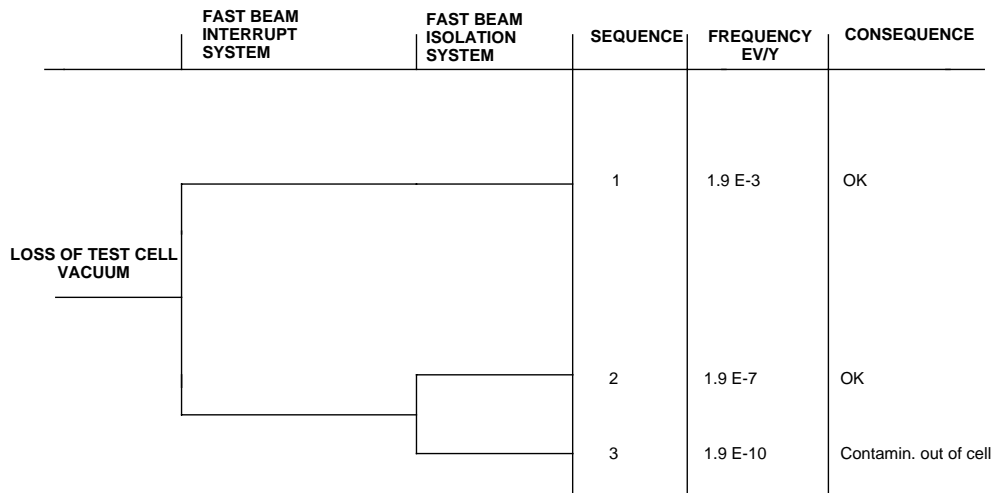 FAST BEAM
INTERRUPT
SYSTEM
FAST BEAM
ISOLATION
SYSTEM
SEQUENCE
FREQUENCY
EV/Y
CONSEQUENCE
1 1.9 E-3 OK
LOSS OF TEST CELL
VACUUM
2 1.9 E-7 OK
3 1.9 E-10 Contamin. out of cell